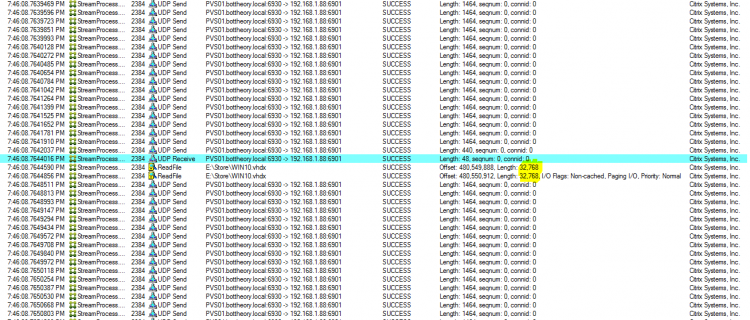 7:46:08.7639469 PM StreamProcess.... 2384 UDP Send PVS01.bottheory.local:6930 -> 192.168.1.88:6901 SUCCESS Length: 1464, seqnum: 0, connid: 0 Citrix Systems, Inc.
7:46:08.7639596 PM StreamProcess.... 2384 UDP Send PVS01.bottheory.local:6930 -> 192.168.1.88:6901 SUCCESS Length: 1464, seqnum: 0, connid: 0 Citrix Systems, Inc.
7:46:08.7639723 PM StreamProcess.... 2384 UDP Send PVS01.bottheory.local:6930 -> 192.168.1.88:6901 SUCCESS Length: 1464, seqnum: 0, connid: 0 Citrix Systems, Inc.
7:46:08.7639851 PM StreamProcess.... 2384 UDP Send PVS01.bottheory.local:6930 -> 192.168.1.88:6901 SUCCESS Length: 1464, seqnum: 0, connid: 0 Citrix Systems, Inc.
7:46:08.7639993 PM StreamProcess.... 2384 UDP Send PVS01.bottheory.local:6930 -> 192.168.1.88:6901 SUCCESS Length: 1464, seqnum: 0, connid: 0 Citrix Systems, Inc.
7:46:08.7640128 PM StreamProcess.... 2384 UDP Send PVS01.bottheory.local:6930 -> 192.168.1.88:6901 SUCCESS Length: 1464, seqnum: 0, connid: 0 Citrix Systems, Inc.
7:46:08.7640272 PM StreamProcess.... 2384 UDP Send PVS01.bottheory.local:6930 -> 192.168.1.88:6901 SUCCESS Length: 1464, seqnum: 0, connid: 0 Citrix Systems, Inc.
7:46:08.7640485 PM StreamProcess.... 2384 UDP Send PVS01.bottheory.local:6930 -> 192.168.1.88:6901 SUCCESS Length: 1464, seqnum: 0, connid: 0 Citrix Systems, Inc.
7:46:08.7640654 PM StreamProcess.... 2384 UDP Send PVS01.bottheory.local:6930 -> 192.168.1.88:6901 SUCCESS Length: 1464, seqnum: 0, connid: 0 Citrix Systems, Inc.
7:46:08.7640784 PM StreamProcess.... 2384 UDP Send PVS01.bottheory.local:6930 -> 192.168.1.88:6901 SUCCESS Length: 1464, seqnum: 0, connid: 0 Citrix Systems, Inc.
7:46:08.7641042 PM StreamProcess.... 2384 UDP Send PVS01.bottheory.local:6930 -> 192.168.1.88:6901 SUCCESS Length: 1464, seqnum: 0, connid: 0 Citrix Systems, Inc.
7:46:08.7641264 PM StreamProcess.... 2384 UDP Send PVS01.bottheory.local:6930 -> 192.168.1.88:6901 SUCCESS Length: 1464, seqnum: 0, connid: 0 Citrix Systems, Inc.
7:46:08.7641399 PM StreamProcess.... 2384 UDP Send PVS01.bottheory.local:6930 -> 192.168.1.88:6901 SUCCESS Length: 1464, seqnum: 0, connid: 0 Citrix Systems, Inc.
7:46:08.7641525 PM StreamProcess.... 2384 UDP Send PVS01.bottheory.local:6930 -> 192.168.1.88:6901 SUCCESS Length: 1464, seqnum: 0, connid: 0 Citrix Systems, Inc.
7:46:08.7641652 PM StreamProcess.... 2384 UDP Send PVS01.bottheory.local:6930 -> 192.168.1.88:6901 SUCCESS Length: 1464, seqnum: 0, connid: 0 Citrix Systems, Inc.
7:46:08.7641781 PM StreamProcess.... 2384 UDP Send PVS01.bottheory.local:6930 -> 192.168.1.88:6901 SUCCESS Length: 1464, seqnum: 0, connid: 0 Citrix Systems, Inc.
7:46:08.7641910 PM StreamProcess.... 2384 UDP Send PVS01.bottheory.local:6930 -> 192.168.1.88:6901 SUCCESS Length: 1464, seqnum: 0, connid: 0 Citrix Systems, Inc.
7:46:08.7642037 PM StreamProcess.... 2384 UDP Send PVS01.bottheory.local:6930 -> 192.168.1.88:6901 SUCCESS Length: 440, seqnum: 0, connid: 0 Citrix Systems, Inc.
7:46:08.7644016 PM StreamProcess.... 2384 UDP Receive PVS01.bottheory.local:6930 -> 192.168.1.88:6901 SUCCESS Length: 48, seqnum: 0, connid: 0 Citrix Systems, Inc.
7:46:08.7644590 PM StreamProcess.... 2384 ReadFile E:\Store\WIN10.vhdx SUCCESS Offset: 480,549,888, Length: 32,768 Citrix Systems, Inc.
7:46:08.7644856 PM StreamProcess.... 2384 ReadFile E:\Store\WIN10.vhdx SUCCESS Offset: 480,550,912, Length: 32,768, I/O Flags: Non-cached, Paging I/O, Priority: Normal Citrix Systems, Inc.
7:46:08.7648511 PM StreamProcess.... 2384 UDP Send PVS01.bottheory.local:6930 -> 192.168.1.88:6901 SUCCESS Length: 1464, seqnum: 0, connid: 0 Citrix Systems, Inc.
7:46:08.7648813 PM StreamProcess.... 2384 UDP Send PVS01.bottheory.local:6930 -> 192.168.1.88:6901 SUCCESS Length: 1464, seqnum: 0, connid: 0 Citrix Systems, Inc.
7:46:08.7648993 PM StreamProcess.... 2384 UDP Send PVS01.bottheory.local:6930 -> 192.168.1.88:6901 SUCCESS Length: 1464, seqnum: 0, connid: 0 Citrix Systems, Inc.
7:46:08.7649147 PM StreamProcess.... 2384 UDP Send PVS01.bottheory.local:6930 -> 192.168.1.88:6901 SUCCESS Length: 1464, seqnum: 0, connid: 0 Citrix Systems, Inc.
7:46:08.7649294 PM StreamProcess.... 2384 UDP Send PVS01.bottheory.local:6930 -> 192.168.1.88:6901 SUCCESS Length: 1464, seqnum: 0, connid: 0 Citrix Systems, Inc.
7:46:08.7649434 PM StreamProcess.... 2384 UDP Send PVS01.bottheory.local:6930 -> 192.168.1.88:6901 SUCCESS Length: 1464, seqnum: 0, connid: 0 Citrix Systems, Inc.
7:46:08.7649572 PM StreamProcess.... 2384 UDP Send PVS01.bottheory.local:6930 -> 192.168.1.88:6901 SUCCESS Length: 1464, seqnum: 0, connid: 0 Citrix Systems, Inc.
7:46:08.7649708 PM StreamProcess.... 2384 UDP Send PVS01.bottheory.local:6930 -> 192.168.1.88:6901 SUCCESS Length: 1464, seqnum: 0, connid: 0 Citrix Systems, Inc.
7:46:08.7649840 PM StreamProcess.... 2384 UDP Send PVS01.bottheory.local:6930 -> 192.168.1.88:6901 SUCCESS Length: 1464, seqnum: 0, connid: 0 Citrix Systems, Inc.
7:46:08.7649972 PM StreamProcess.... 2384 UDP Send PVS01.bottheory.local:6930 -> 192.168.1.88:6901 SUCCESS Length: 1464, seqnum: 0, connid: 0 Citrix Systems, Inc.
7:46:08.7650118 PM StreamProcess.... 2384 UDP Send PVS01.bottheory.local:6930 -> 192.168.1.88:6901 SUCCESS Length: 1464, seqnum: 0, connid: 0 Citrix Systems, Inc.
7:46:08.7650254 PM StreamProcess.... 2384 UDP Send PVS01.bottheory.local:6930 -> 192.168.1.88:6901 SUCCESS Length: 1464, seqnum: 0, connid: 0 Citrix Systems, Inc.
7:46:08.7650387 PM StreamProcess.... 2384 UDP Send PVS01.bottheory.local:6930 -> 192.168.1.88:6901 SUCCESS Length: 1464, seqnum: 0, connid: 0 Citrix Systems, Inc.
7:46:08.7650530 PM StreamProcess.... 2384 UDP Send PVS01.bottheory.local:6930 -> 192.168.1.88:6901 SUCCESS Length: 1464, seqnum: 0, connid: 0 Citrix Systems, Inc.
7:46:08.7650668 PM StreamProcess.... 2384 UDP Send PVS01.bottheory.local:6930 -> 192.168.1.88:6901 SUCCESS Length: 1464, seqnum: 0, connid: 0 Citrix Systems, Inc.
7:46:08.7650803 PM StreamProcess.... 2384 UDP Send PVS01.bottheory.local:6930 -> 192.168.1.88:6901 SUCCESS Length: 1464, seqnum: 0, connid: 0 Citrix Systems, Inc.